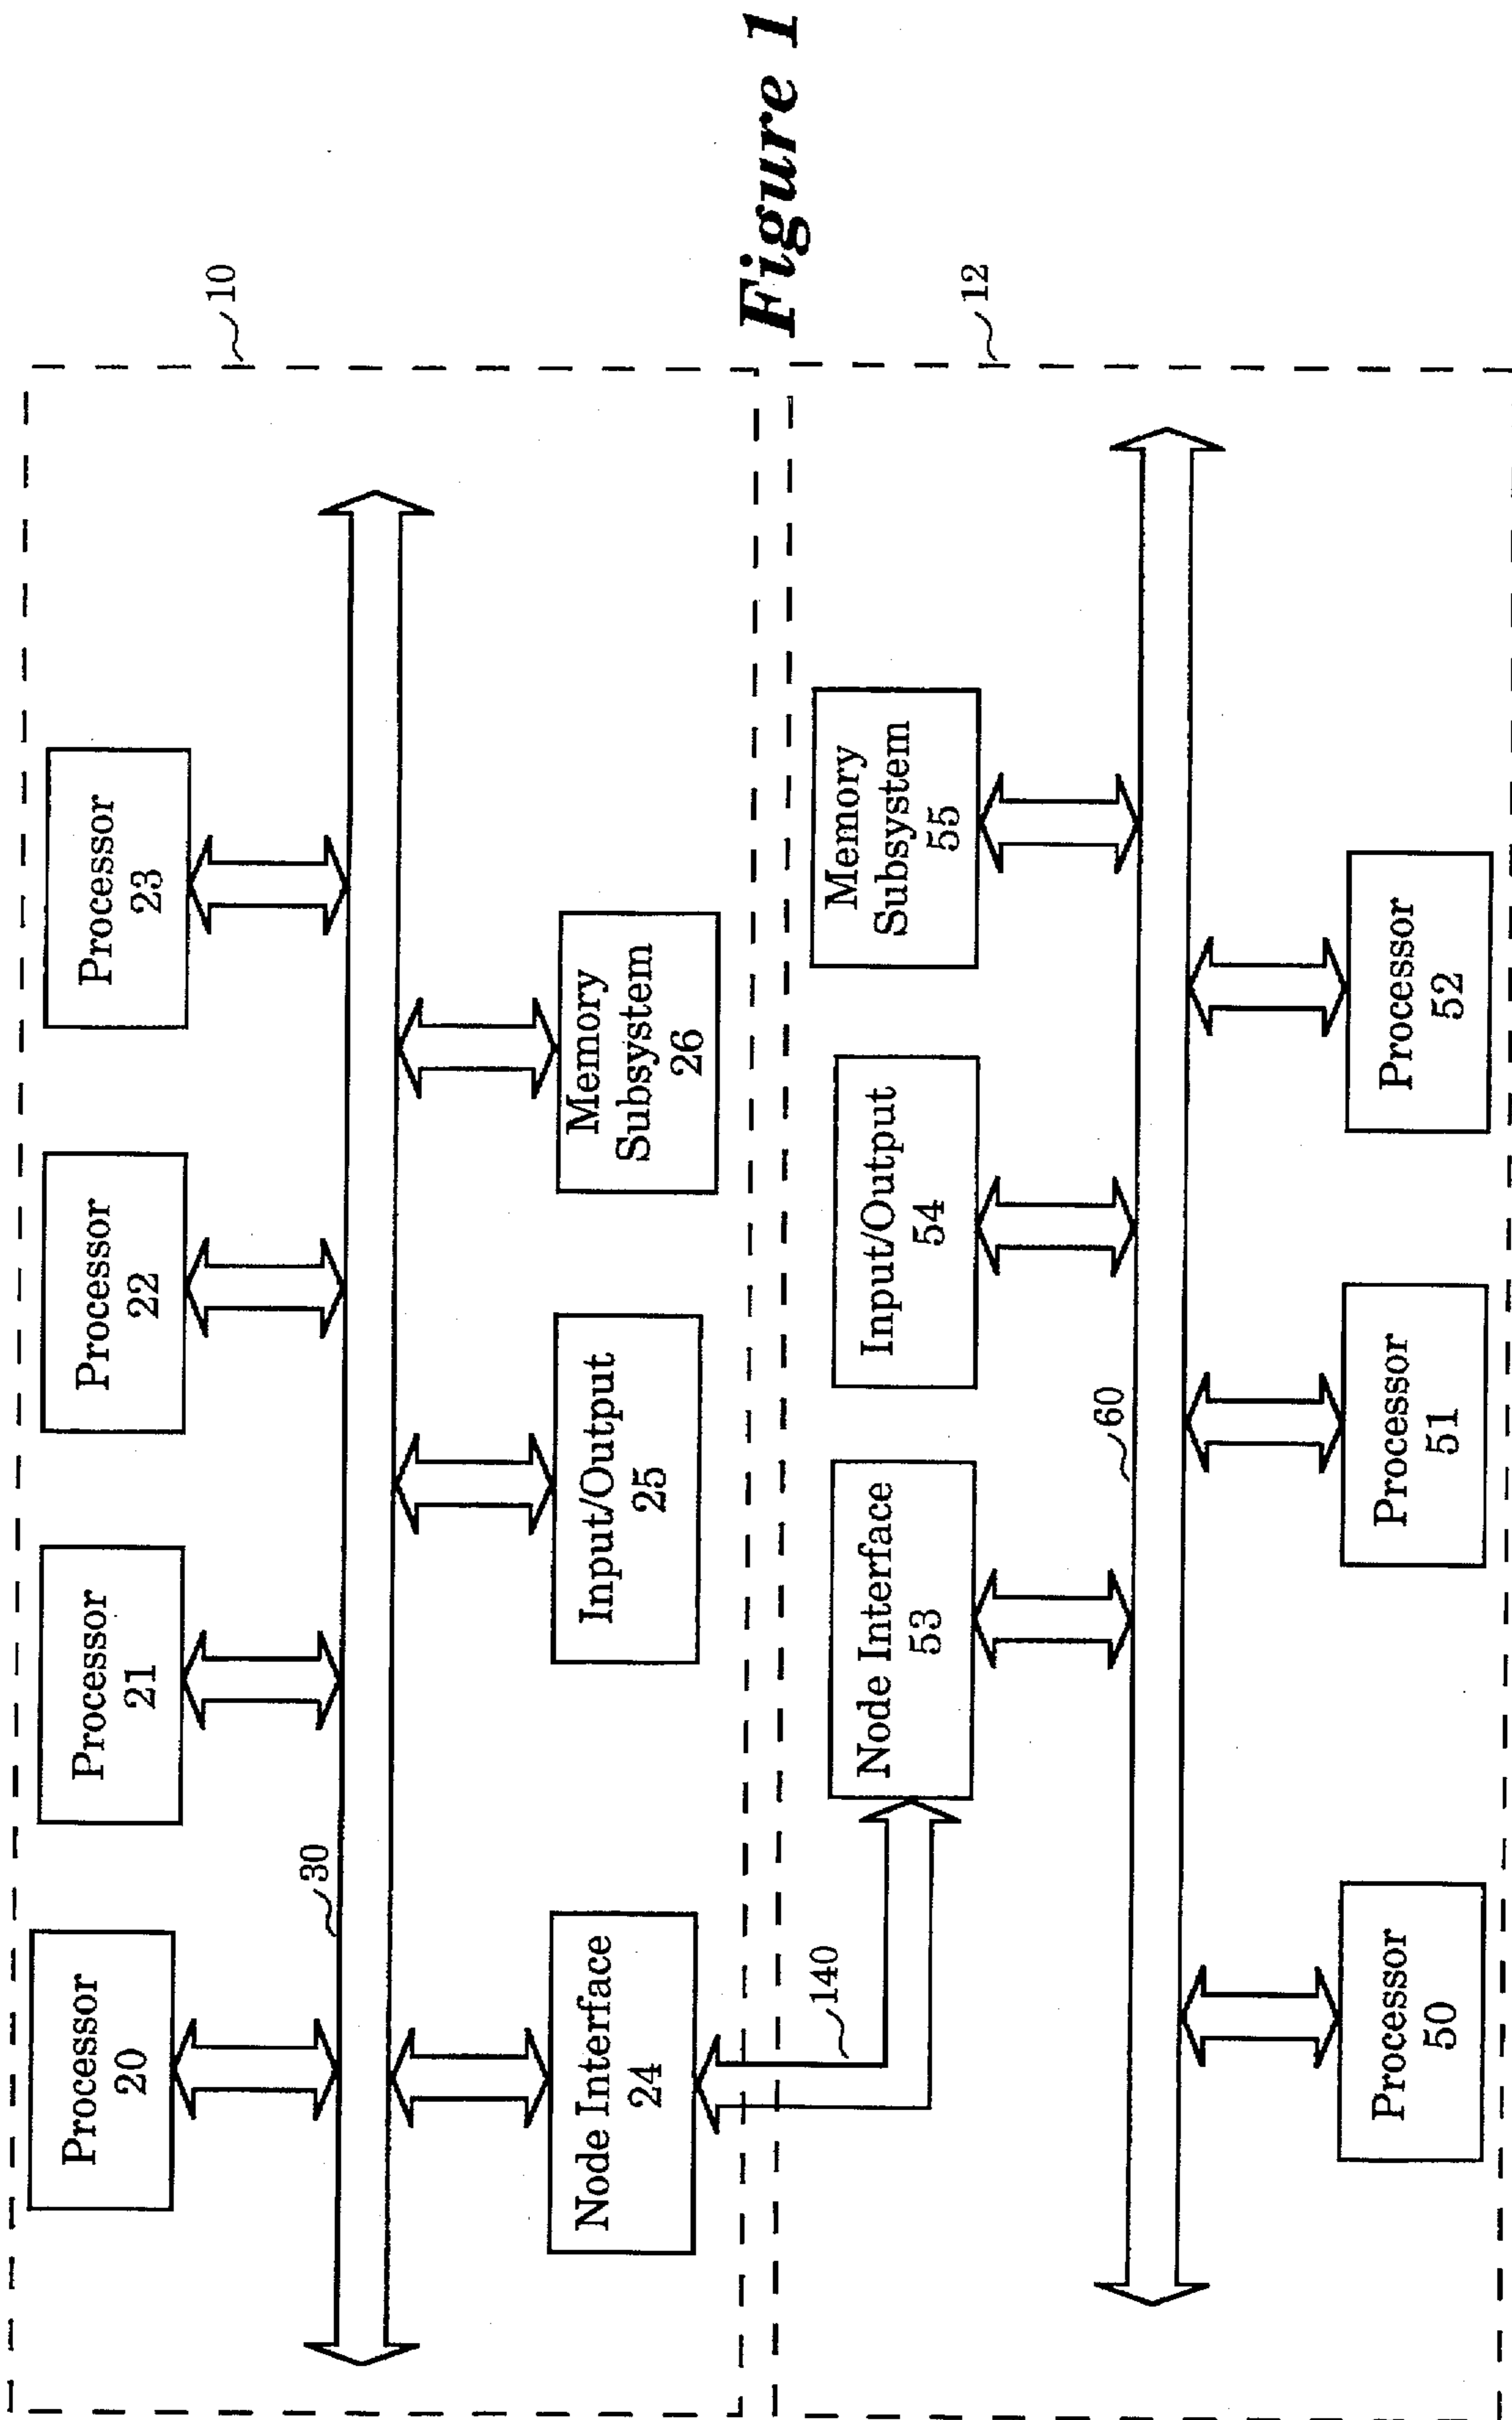 10
Processor
20
Processor
21
Processor
22
Processor
23
30
Node Interface
24
Input/Output
25
Memory
Subsystem
26
140
Figure 1
12
Node Interface
53
Input/Output
54
Memory
Subsystem
55
60
Processor
50
Processor
51
Processor
52